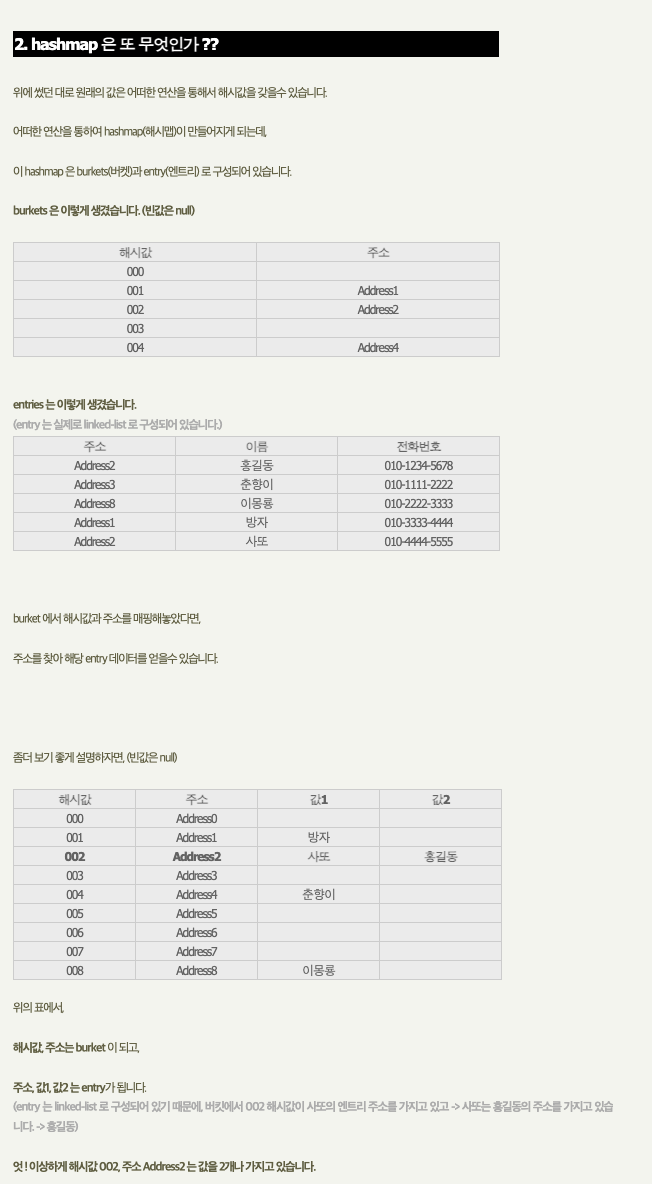 2. hashmap 은 또 무엇인가 ??
위에 썼던 대로 원래의 값은 어떠한 연산을 통해서 해시값을 갖을수 있습니다.
어떠한 연산을 통하여 hashmap(해시맵)이 만들어지게 되는데,
이 hashmap 은 burkets(버켓)과 entry(엔트리) 로 구성되어 있습니다.
burkets 은 이렇게 생겼습니다. (빈값은 null)
해시값 주소
000
001 Address1
002 Address2
003
004 Address4
entries 는 이렇게 생겼습니다.
(entry 는 실제로 linked-list 로 구성되어 있습니다.)
주소 이름 전화번호
Address2 홍길동 010-1234-5678
Address3 춘향이 010-1111-2222
Address8 이몽룡 010-2222-3333
Address1 방자 010-3333-4444
Address2 사또 010-4444-5555
burket 에서 해시값과 주소를 매핑해놓았다면,
주소를 찾아 해당 entry 데이터를 얻을수 있습니다.
좀더 보기 좋게 설명하자면, (빈값은 null)
해시값 주소 값1 값2
000 Address0
001 Address1 방자
002 Address2 사또 홍길동
003 Address3
004 Address4 춘향이
005 Address5
006 Address6
007 Address7
008 Address8 이몽룡
위의 표에서,
해시값, 주소는 burket 이 되고,
주소, 값1, 값2 는 entry가 됩니다.
(entry 는 linked-list 로 구성되어 있기 때문에, 버킷에서 002 해시값이 사또의 엔트리 주소를 가지고 있고 -> 사또는 홍길동의 주소를 가지고 있습
니다. -> 홍길동)
엇 ! 이상하게 해시값 002, 주소 Address2 는 값을 2개나 가지고 있습니다.